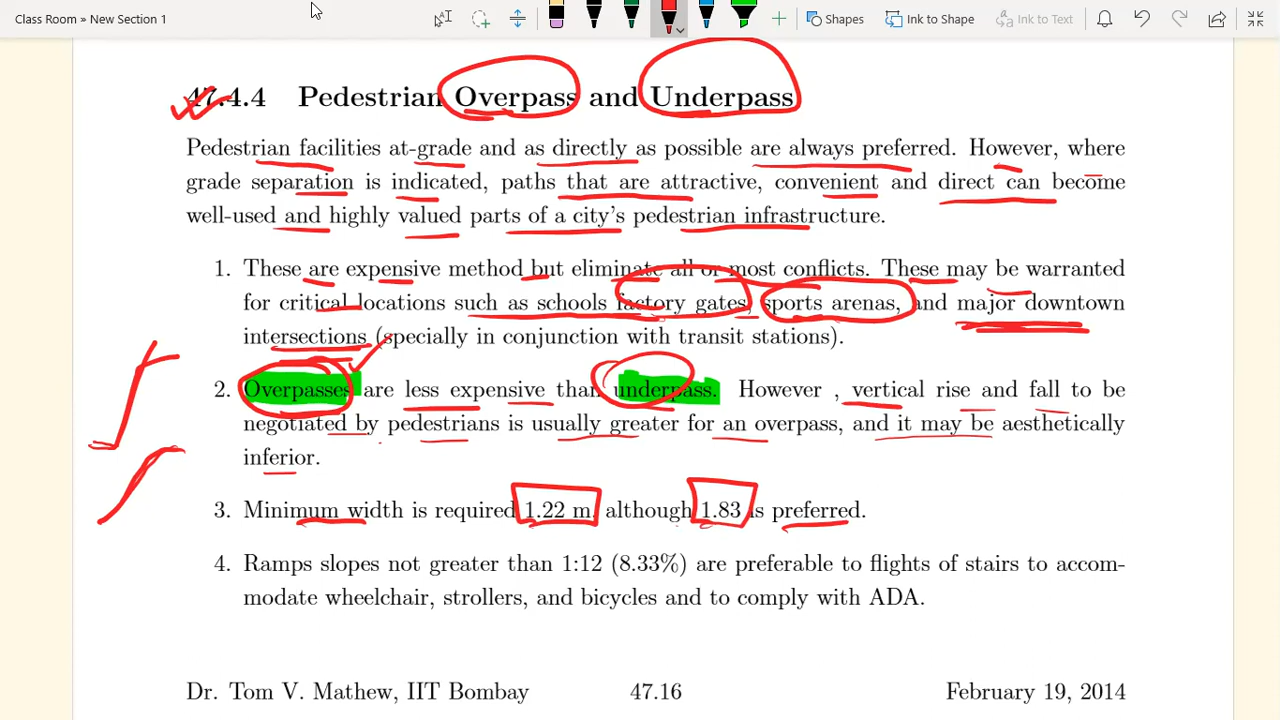 Class Room » New Section 1
Shapes
Ink to Shape
Ink to Text
47.4.4 Pedestrian Overpass and Underpass
Pedestrian facilities at-grade and as directly as possible are always preferred. However, where
grade separation is indicated, paths that are attractive, convenient and direct can become
well-used and highly valued parts of a city's pedestrian infrastructure.
1. These are expensive method but eliminate all or most conflicts. These may be warranted
for critical locations such as schools factory gates, sports arenas, and major downtown
intersections (specially in conjunction with transit stations).
2. Overpasses are less expensive than underpass. However , vertical rise and fall to be
negotiated by pedestrians is usually greater for an overpass, and it may be aesthetically
inferior.
3. Minimum width is required 1.22 m, although 1.83 is preferred.
4. Ramps slopes not greater than 1:12 (8.33%) are preferable to flights of stairs to accom-
modate wheelchair, strollers, and bicycles and to comply with ADA.
Dr. Tom V. Mathew, IIT Bombay 47.16 February 19, 2014